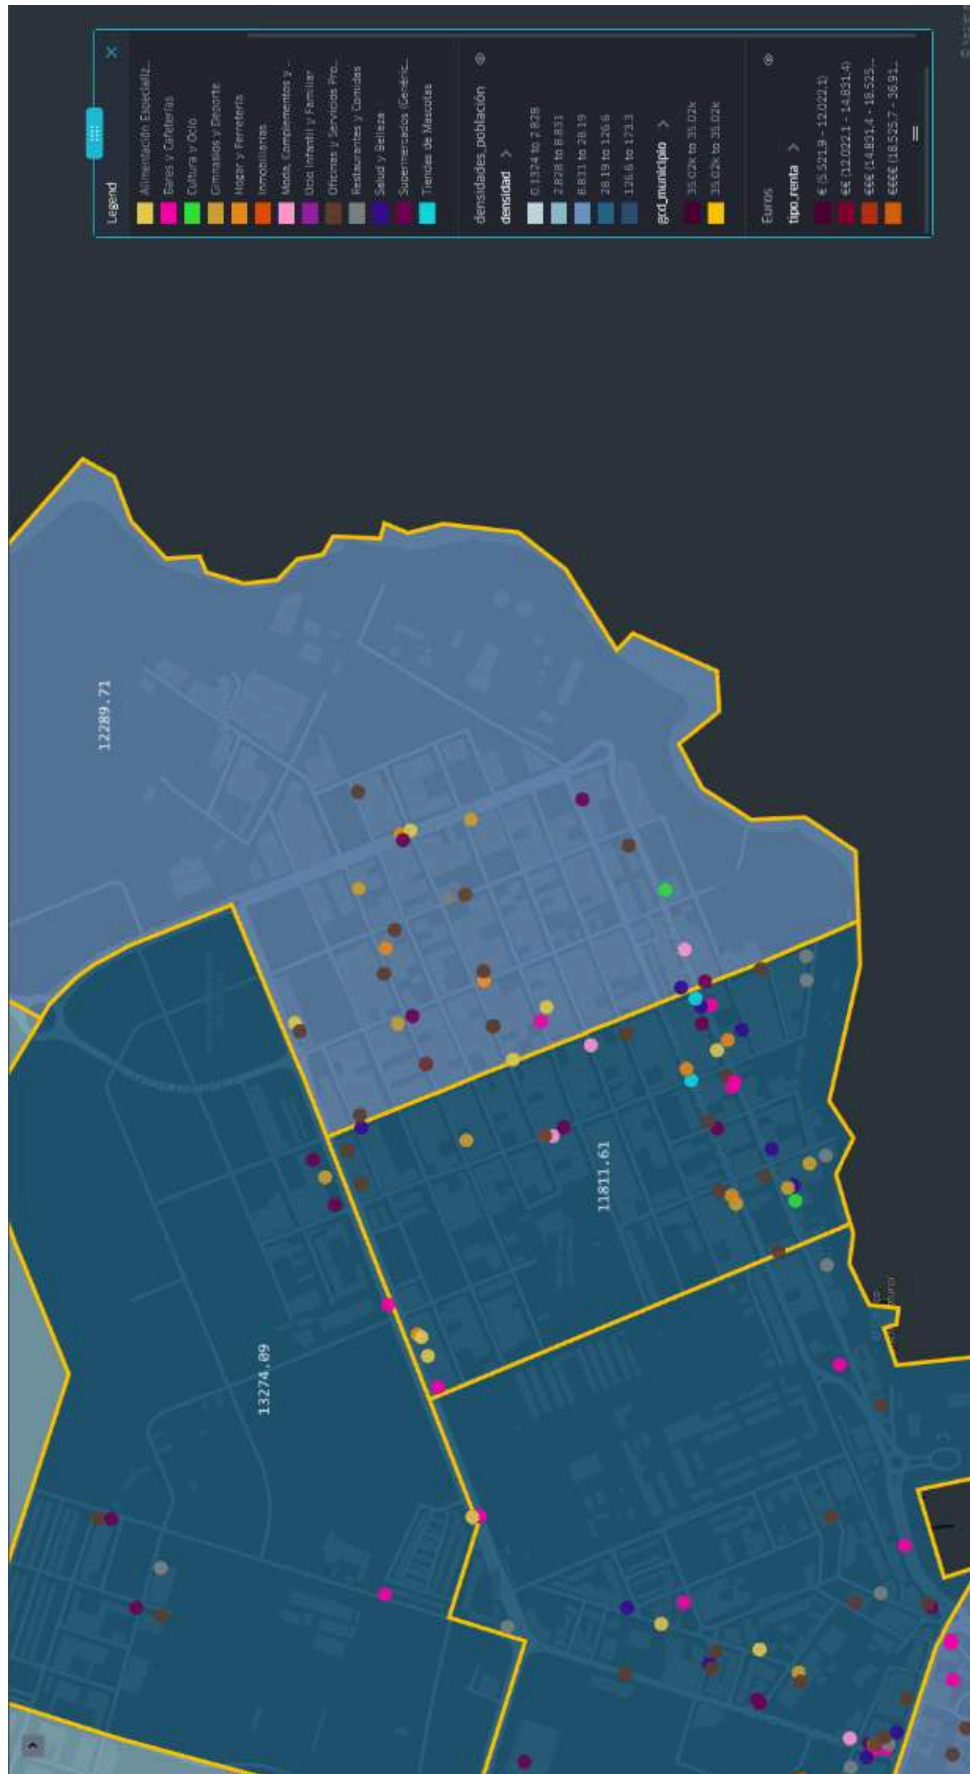 Legend
Alimentación Especializ...
Bares y Cafeterías
Cultura y Ocio
Gimnasios y Deporte
Hogar y Ferretería
Inmobiliarias
Moda, Complementos y ...
Ocio Infantil y Familiar
Oficinas y Servicios Pro...
Restaurantes y Comidas
Salud y Belleza
Supermercados (Genéric...
Tiendes de Mascotas
densidades_población
densidad
0.1324 to 2.828
2.828 to 8.831
8.831 to 28.19
28.19 to 126.6
126.6 to 173.3
grd_municipio
35.02k to 35.02k
35.02k to 35.02k
Euros
tipo_renta
€ (5.521,9 - 12.022,1)
€€ (12.022,1 - 14.831,4)
€€€ (14.831,4 - 18.525...
€€€€ (18.525,7 - 36.91...
12289.71
13274.09
11811.61